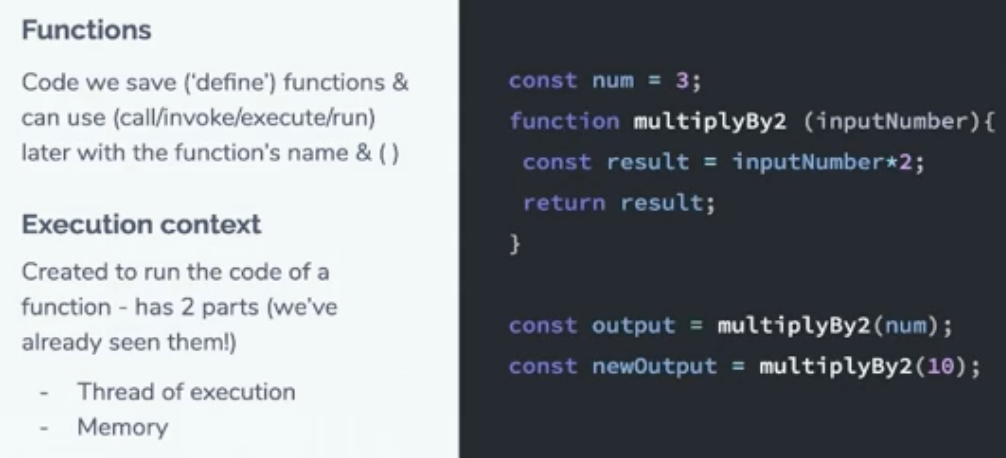 Functions
Code we save (‘define’) functions &
can use (call/invoke/execute/run)
later with the function’s name & ( )
Execution context
Created to run the code of a
function - has 2 parts (we’ve
already seen them!)
- Thread of execution
- Memory
const num = 3;
function multiplyBy2 (inputNumber){
const result = inputNumber*2;
return result;
}
const output = multiplyBy2(num);
const newOutput = multiplyBy2(10);